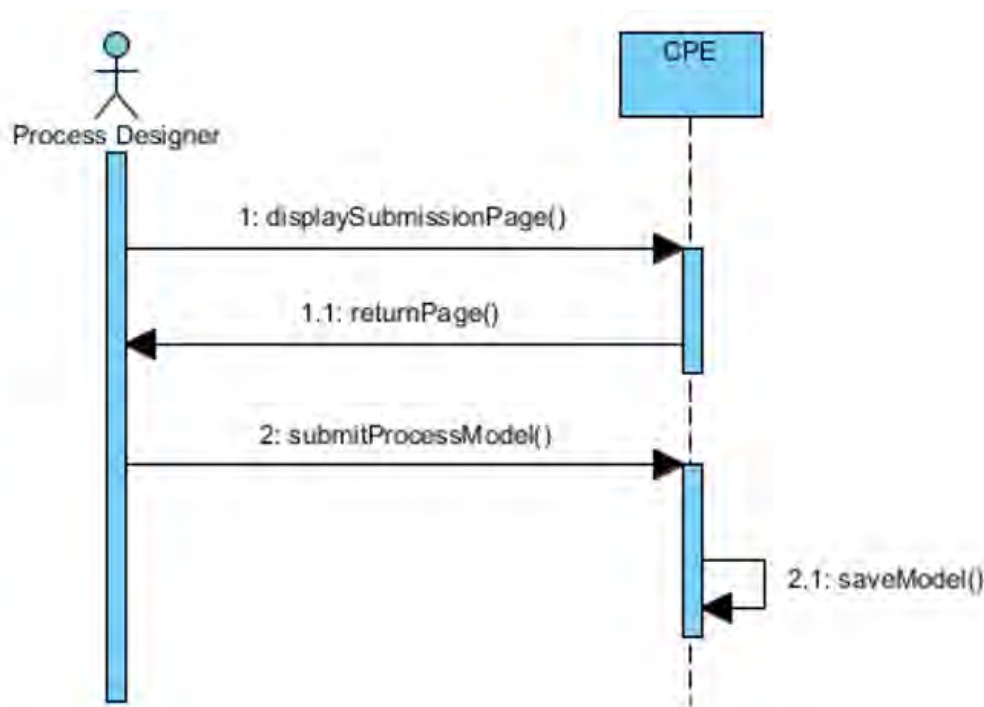 CPE
Process Designer
1: displaySubmissionPage()
1.1: returnPage()
2: submitProcessModel()
2.1: saveModel()